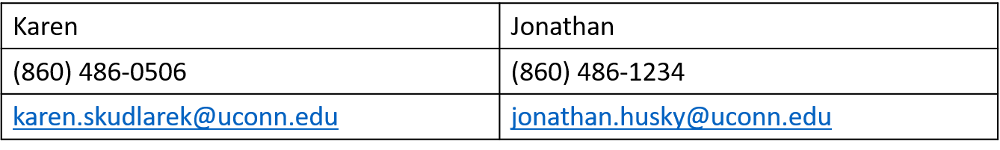 Karen Jonathan
(860) 486-0506 (860) 486-1234
karen.skudlarek@uconn.edu jonathan.husky@uconn.edu